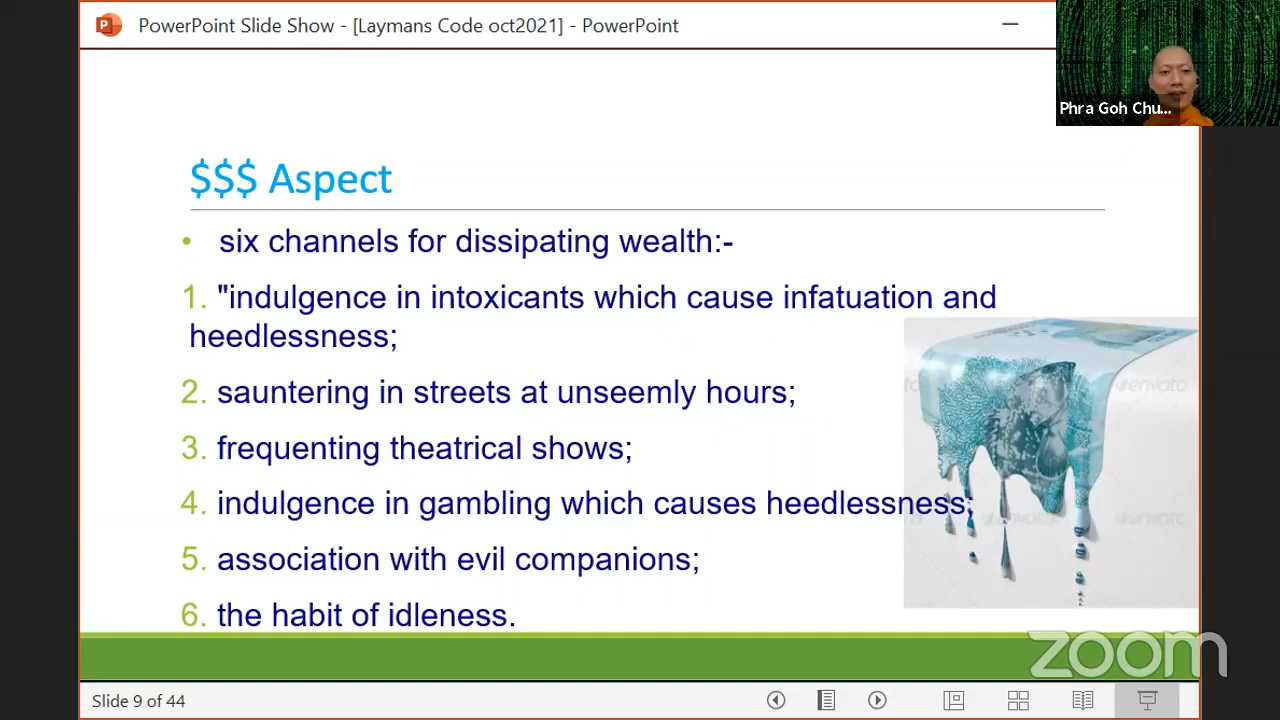 PowerPoint Slide Show - [Laymans Code oct2021] - PowerPoint
Phra Goh Chu...
$$$ Aspect
• six channels for dissipating wealth:-
1. "indulgence in intoxicants which cause infatuation and
heedlessness;
2. sauntering in streets at unseemly hours;
3. frequenting theatrical shows;
4. indulgence in gambling which causes heedlessness;
5. association with evil companions;
6. the habit of idleness.
envato
envato
zoom
Slide 9 of 44